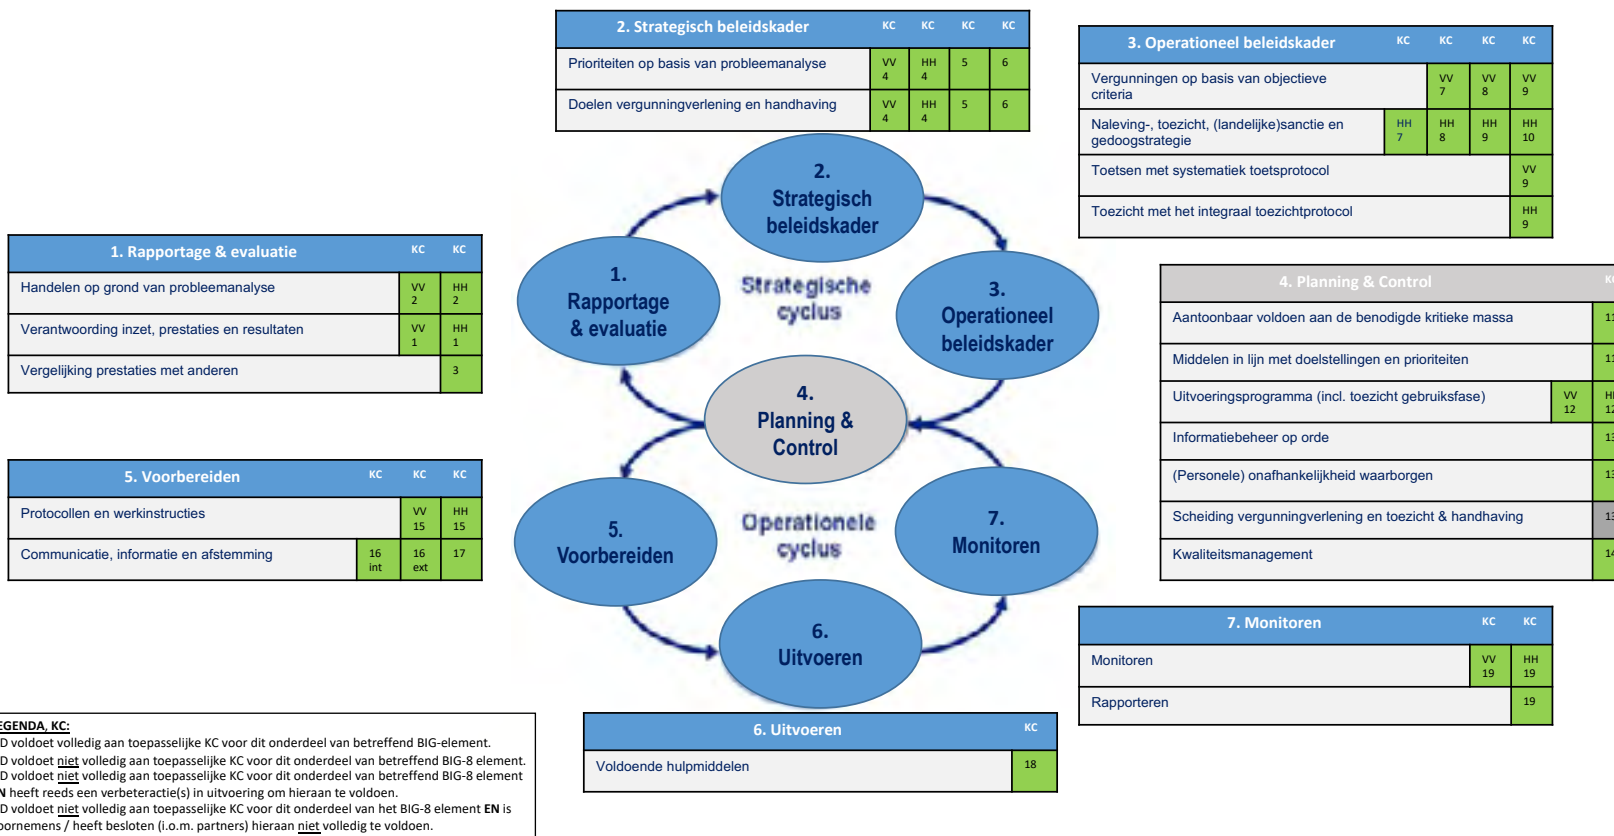 2. Strategisch beleidskader KC KC KC KC
Prioriteiten op basis van probleemanalyse VV 4 HH 4 5 6
Doelen vergunningverlening en handhaving VV 4 HH 4 5 6
3. Operationeel beleidskader KC KC KC KC
Vergunningen op basis van objectieve criteria VV 7 VV 8 VV 9
Naleving-, toezicht, (landelijke)sanctie en gedoogstrategie HH 7 HH 8 HH 9 HH 10
Toetsen met systematiek toetsprotocol VV 9
Toezicht met het integraal toezichtprotocol HH 9
1. Rapportage & evaluatie KC KC
Handelen op grond van probleemanalyse VV 2 HH 2
Verantwoording inzet, prestaties en resultaten VV 1 HH 1
Vergelijking prestaties met anderen 3
4. Planning & Control
Aantoonbaar voldoen aan de benodigde kritieke massa 11
Middelen in lijn met doelstellingen en prioriteiten 11
Uitvoeringsprogramma (incl. toezicht gebruiksfase) VV 12 HH 12
Informatiebeheer op orde 13
(Personele) onafhankelijkheid waarborgen 13
Scheiding vergunningverlening en toezicht & handhaving 13
Kwaliteitsmanagement 14
5. Voorbereiden KC KC KC
Protocollen en werkinstructies VV 15 HH 15
Communicatie, informatie en afstemming 16 int 16 ext 17
7. Monitoren KC KC
Monitoren VV 19 HH 19
Rapporteren 19
6. Uitvoeren KC
Voldoende hulpmiddelen 18
2.
Strategisch
beleidskader
1.
Rapportage
& evaluatie
Strategische
cyclus
3.
Operationeel
beleidskader
4.
Planning &
Control
5.
Voorbereiden
Operationele
cyclus
7.
Monitoren
6.
Uitvoeren
EGENDA, KC:
D voldoet volledig aan toepasselijke KC voor dit onderdeel van betreffend BIG-element.
D voldoet niet volledig aan toepasselijke KC voor dit onderdeel van betreffend BIG-8 element.
D voldoet niet volledig aan toepasselijke KC voor dit onderdeel van betreffend BIG-8 element
N heeft reeds een verbeteractie(s) in uitvoering om hieraan te voldoen.
D voldoet niet volledig aan toepasselijke KC voor dit onderdeel van het BIG-8 element EN is
oornemens / heeft besloten (i.o.m. partners) hieraan niet volledig te voldoen.